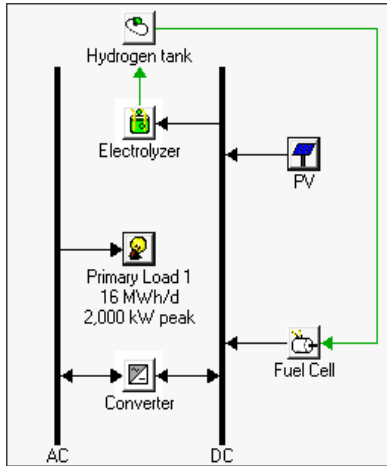 Hydrogen tank
Electrolyzer
PV
Primary Load 1
16 MWh/d
2,000 kW peak
Fuel Cell
Converter
AC
DC